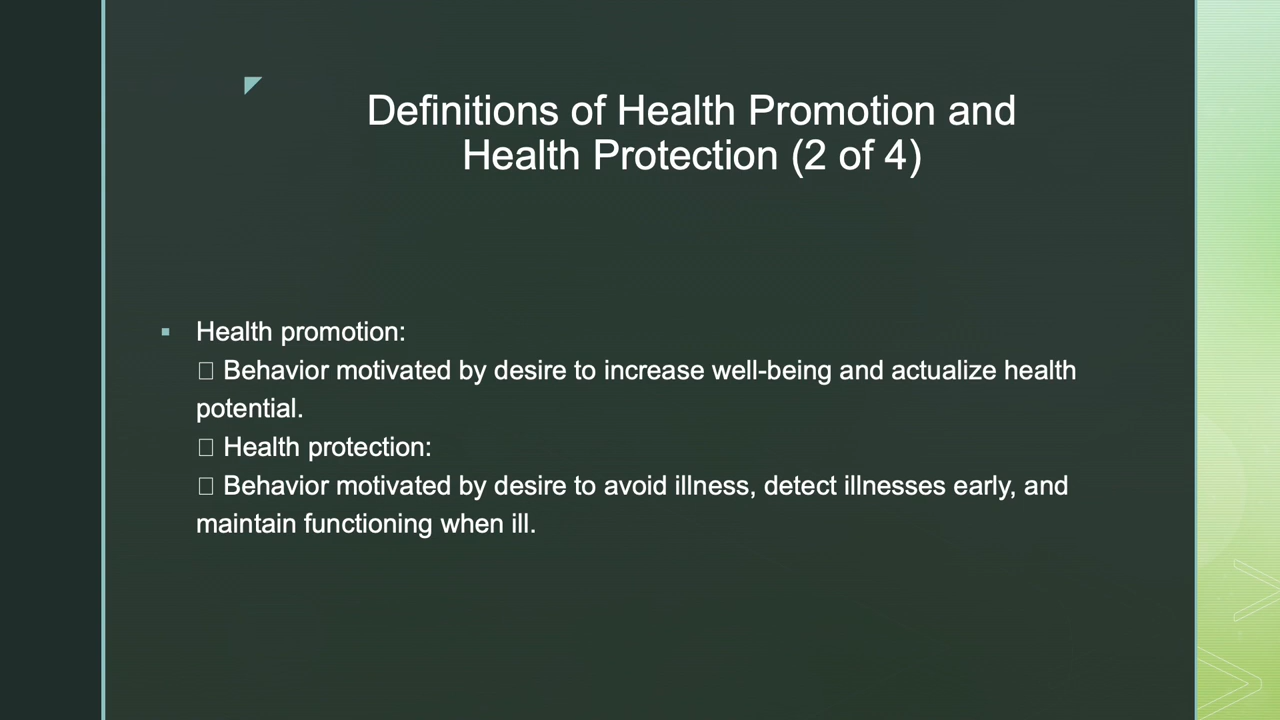 Definitions of Health Promotion and
Health Protection (2 of 4)
▪ Health promotion:
□ Behavior motivated by desire to increase well-being and actualize health
potential.
□ Health protection:
□ Behavior motivated by desire to avoid illness, detect illnesses early, and
maintain functioning when ill.